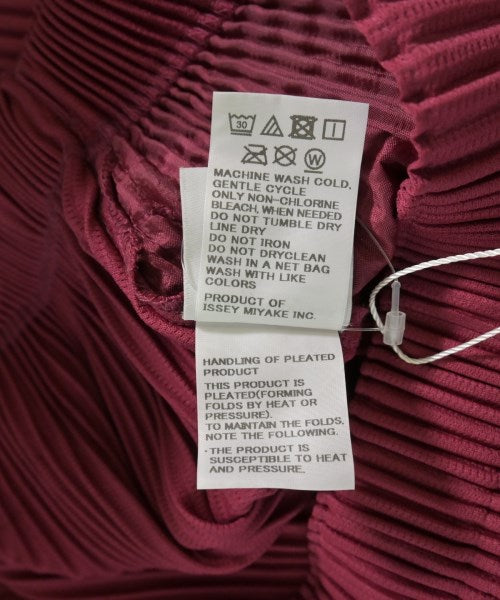 30
W
MACHINE WASH COLD,
GENTLE CYCLE
ONLY NON-CHLORINE
BLEACH, WHEN NEEDED
DO NOT TUMBLE DRY
LINE DRY
DO NOT IRON
DO NOT DRYCLEAN
WASH IN A NET BAG
WASH WITH LIKE
COLORS
PRODUCT OF
ISSEY MIYAKE INC.
HANDLING OF PLEATED
PRODUCT
THIS PRODUCT IS
PLEATED(FORMING
FOLDS BY HEAT OR
PRESSURE).
TO MAINTAIN THE FOLDS,
NOTE THE FOLLOWING.
·THE PRODUCT IS
SUSCEPTIBLE TO HEAT
AND PRESSURE.